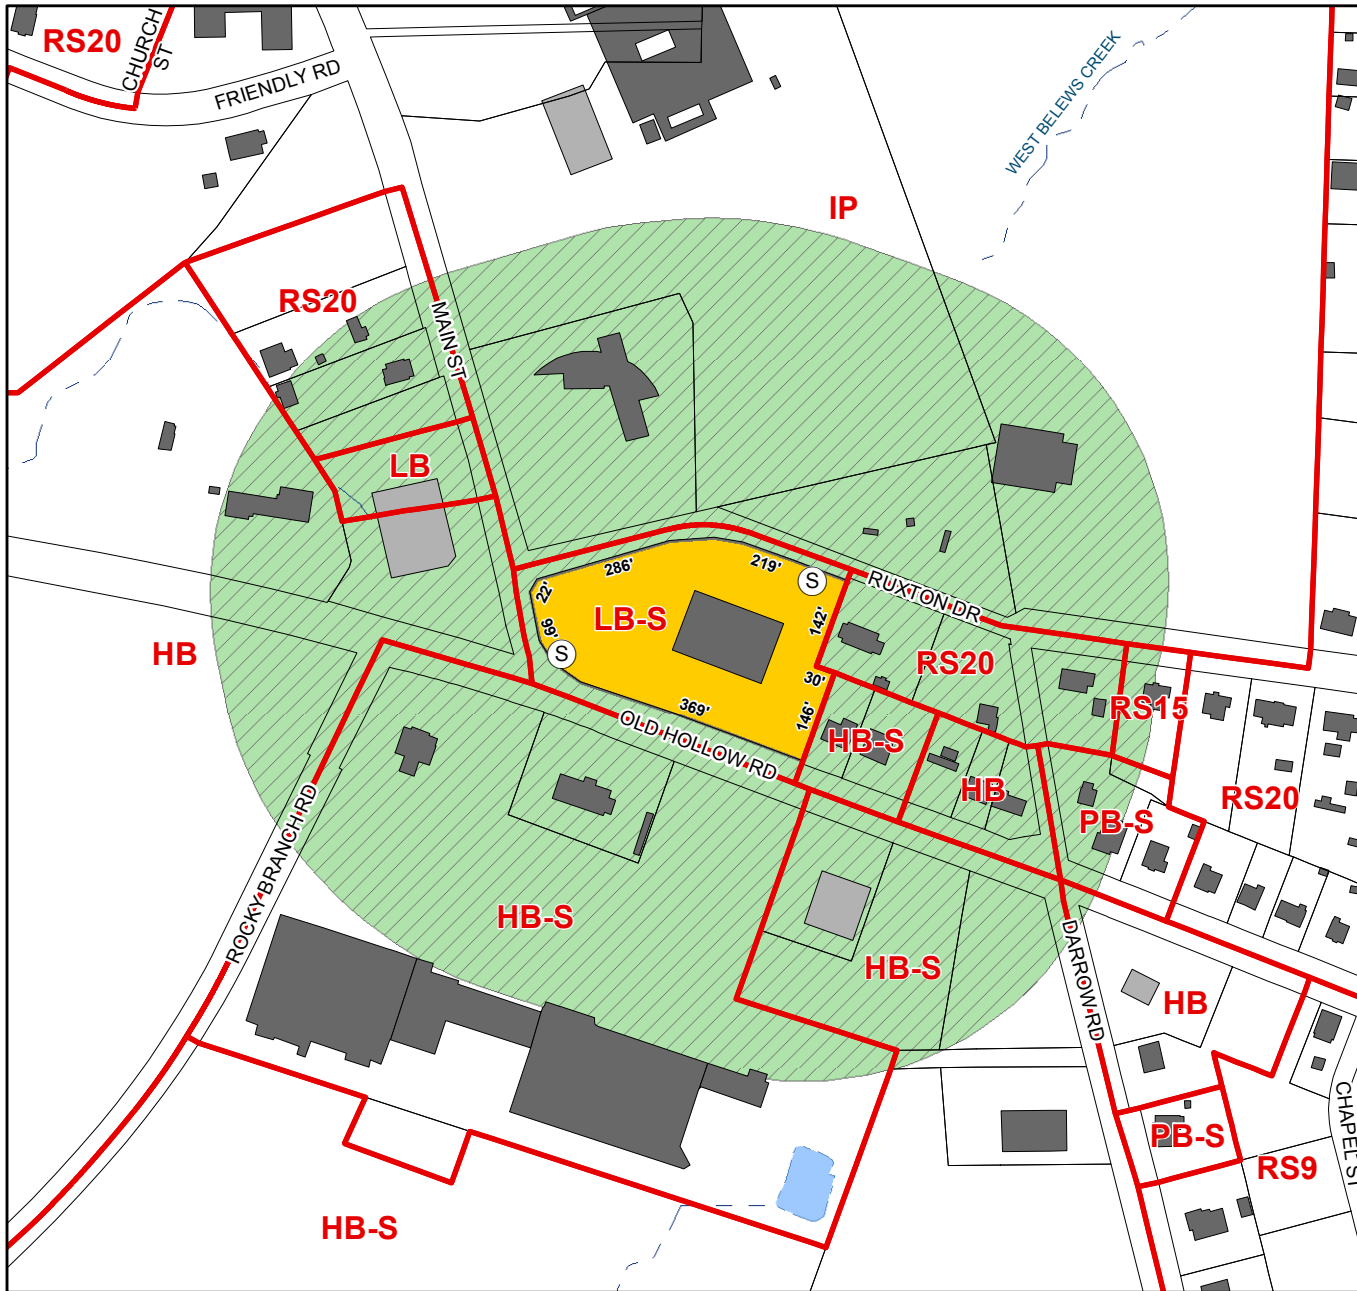 RS20
CHURCH
ST
FRIENDLY RD
WEST BELEWS CREEK
IP
RS20
MAIN ST
LB
286'
219'
S
22'
LB-S
142'
RUXTON DR
99'
S
HB
30'
RS20
369'
146'
OLD HOLLOW RD
HB-S
RS15
HB
RS20
PB-S
ROCKY BRANCH RD
HB-S
HB-S
DARROW RD
HB
CHAPEL ST
PB-S
RS9
HB-S